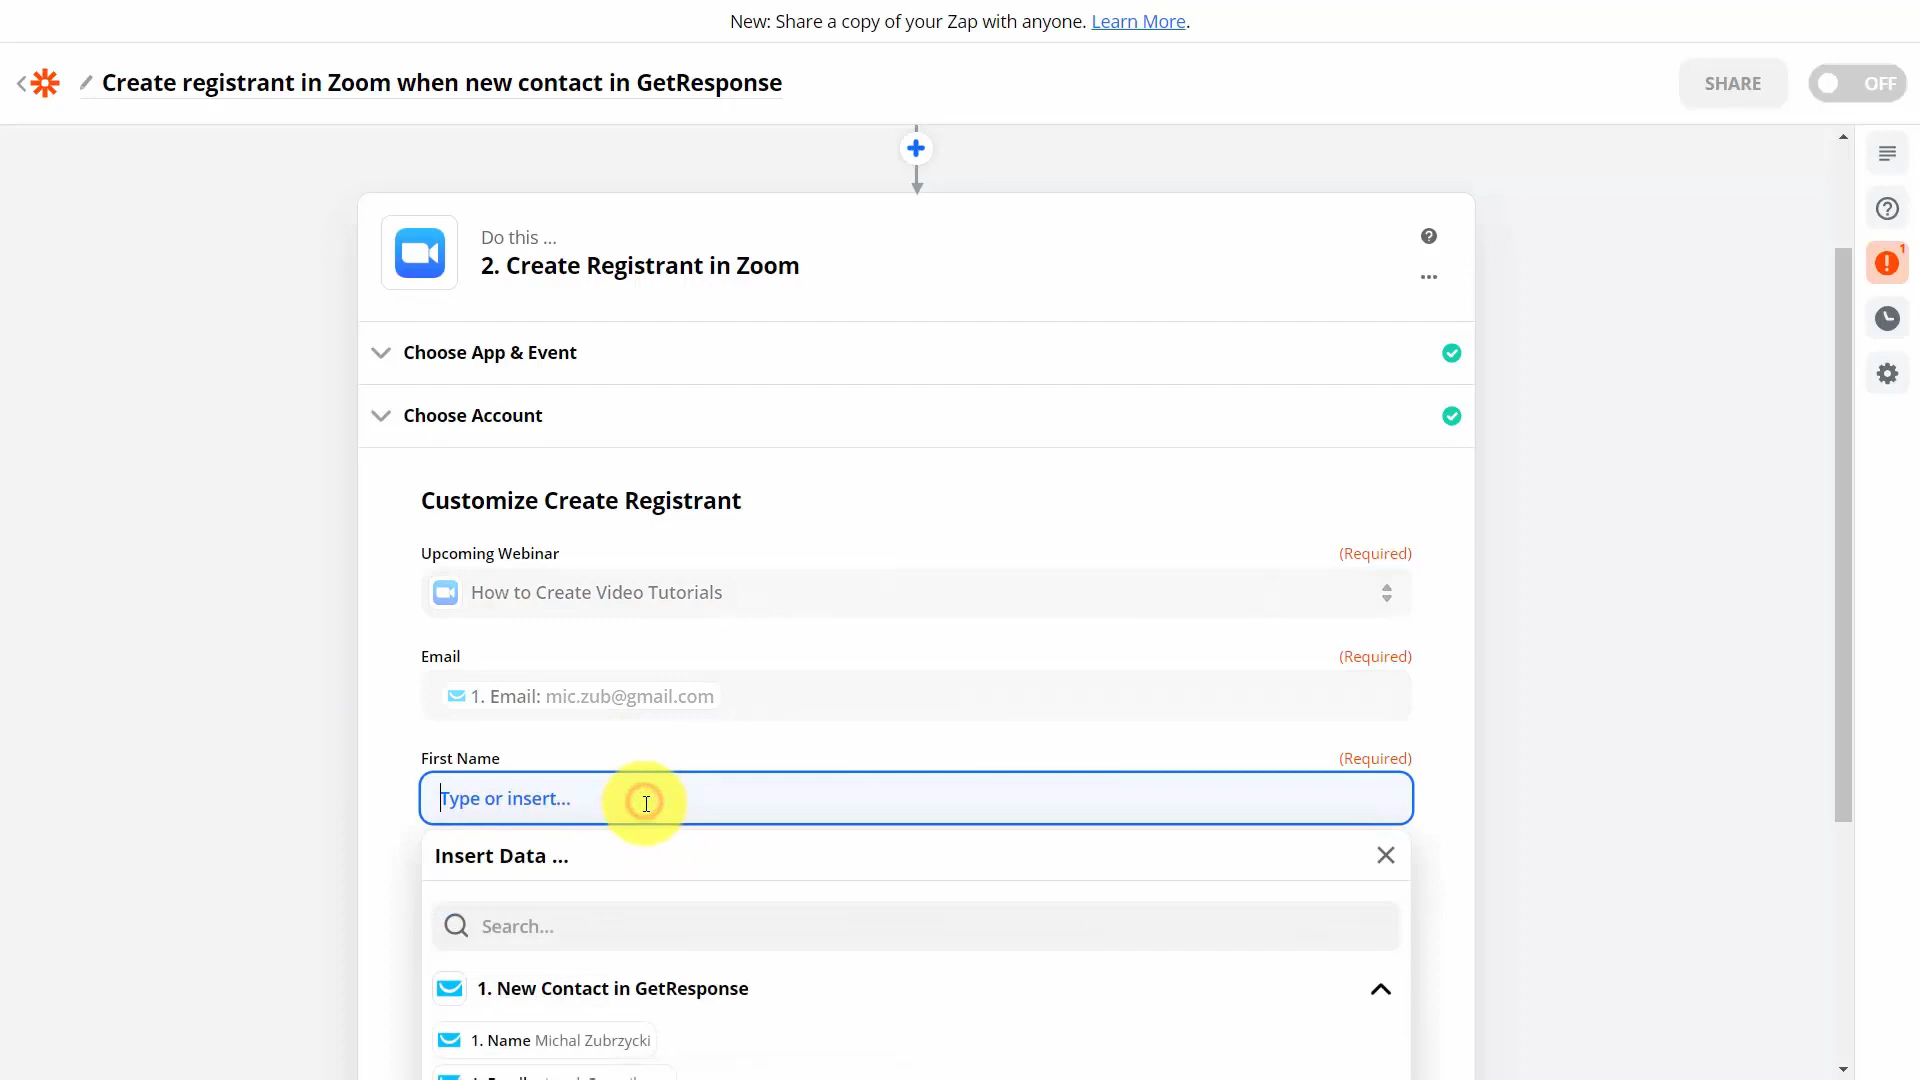 New: Share a copy of your Zap with anyone. Learn More.
Create registrant in Zoom when new contact in GetResponse
SHARE
OFF
1
Do this ...
2. Create Registrant in Zoom
Choose App & Event
Choose Account
Customize Create Registrant
Upcoming Webinar
(Required)
How to Create Video Tutorials
Email
(Required)
1. Email: mic.zub@gmail.com
First Name
(Required)
Type or insert...
Insert Data ...
Search...
1. New Contact in GetResponse
1. Name Michal Zubrzycki